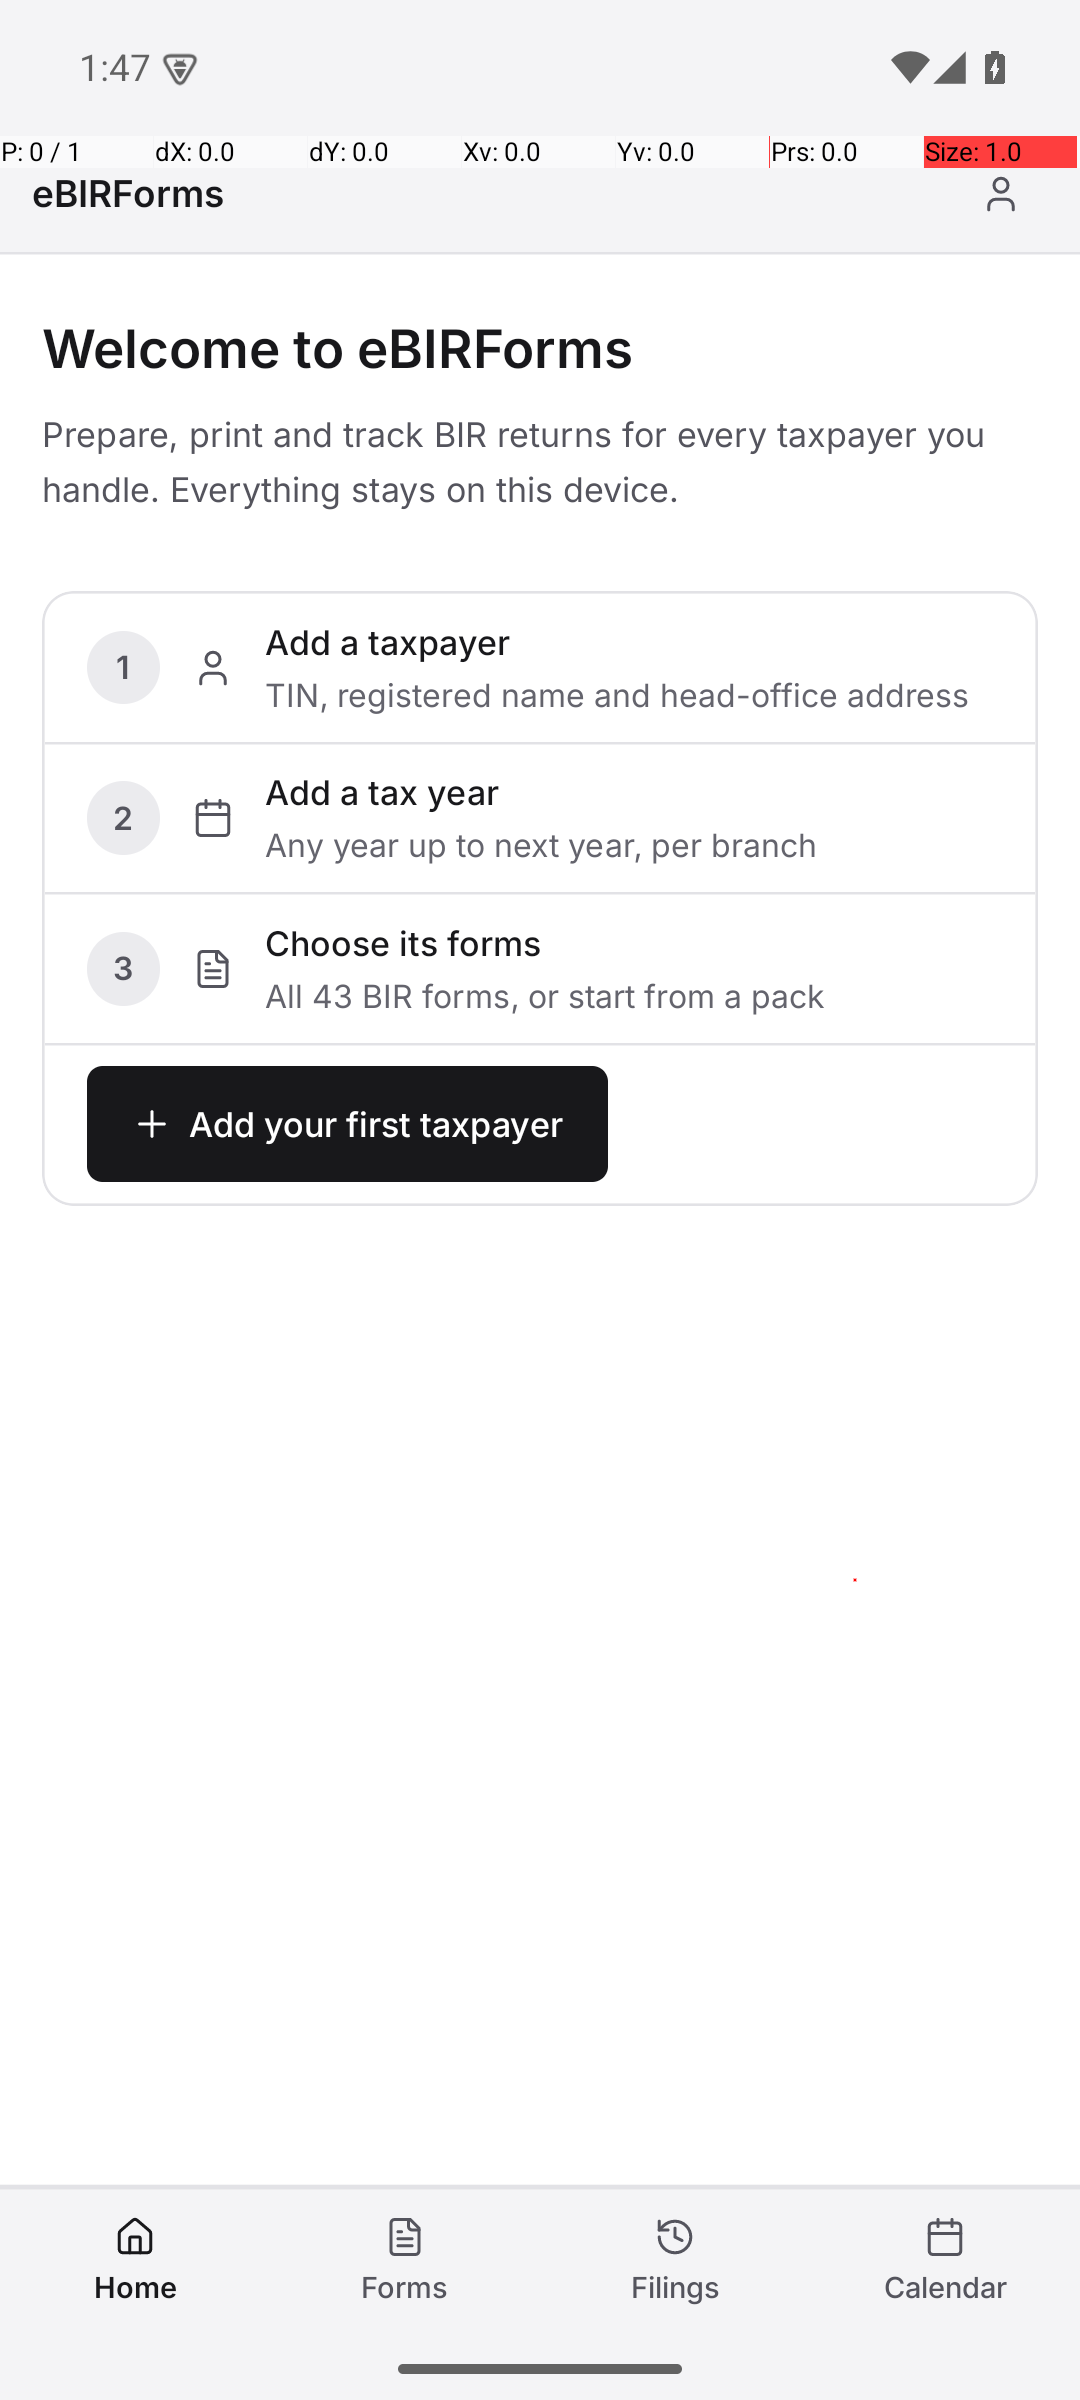 1:47
P: 0 / 1 dX: 0.0 dY: 0.0 Xv: 0.0 Yv: 0.0 Prs: 0.0 Size: 1.0
eBIRForms
Welcome to eBIRForms
Prepare, print and track BIR returns for every taxpayer you
handle. Everything stays on this device.
1
Add a taxpayer
TIN, registered name and head-office address
2
Add a tax year
Any year up to next year, per branch
3
Choose its forms
All 43 BIR forms, or start from a pack
Add your first taxpayer
Home Forms Filings Calendar